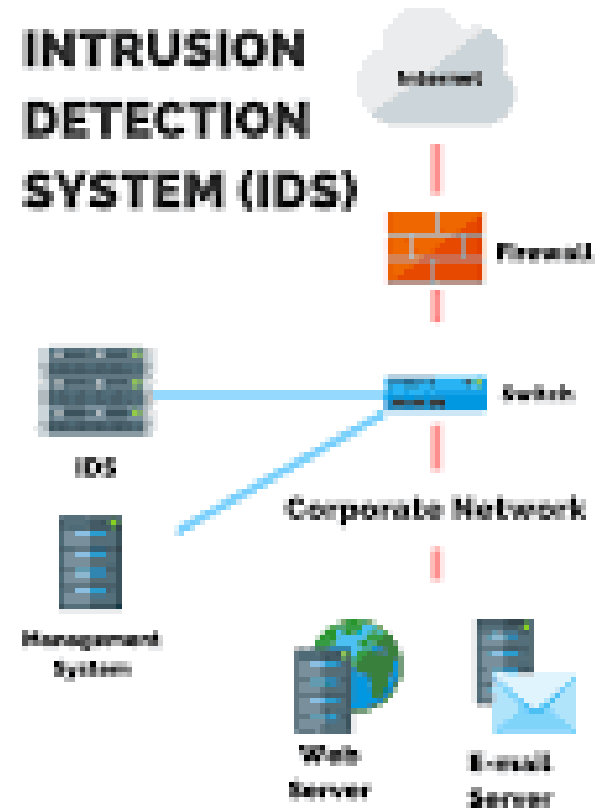 INTRUSION
DETECTION
SYSTEM (IDS)
Internet
Firewall
Switch
IDS
Corporate Network
Management
System
Web
Server
E-mail
Server